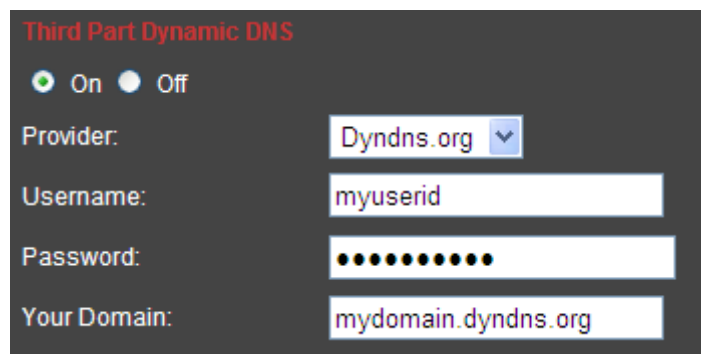 Third Part Dynamic DNS
On Off
Provider: Dyndns.org
Username: myuserid
Password: ●●●●●●●●●●
Your Domain: mydomain.dyndns.org